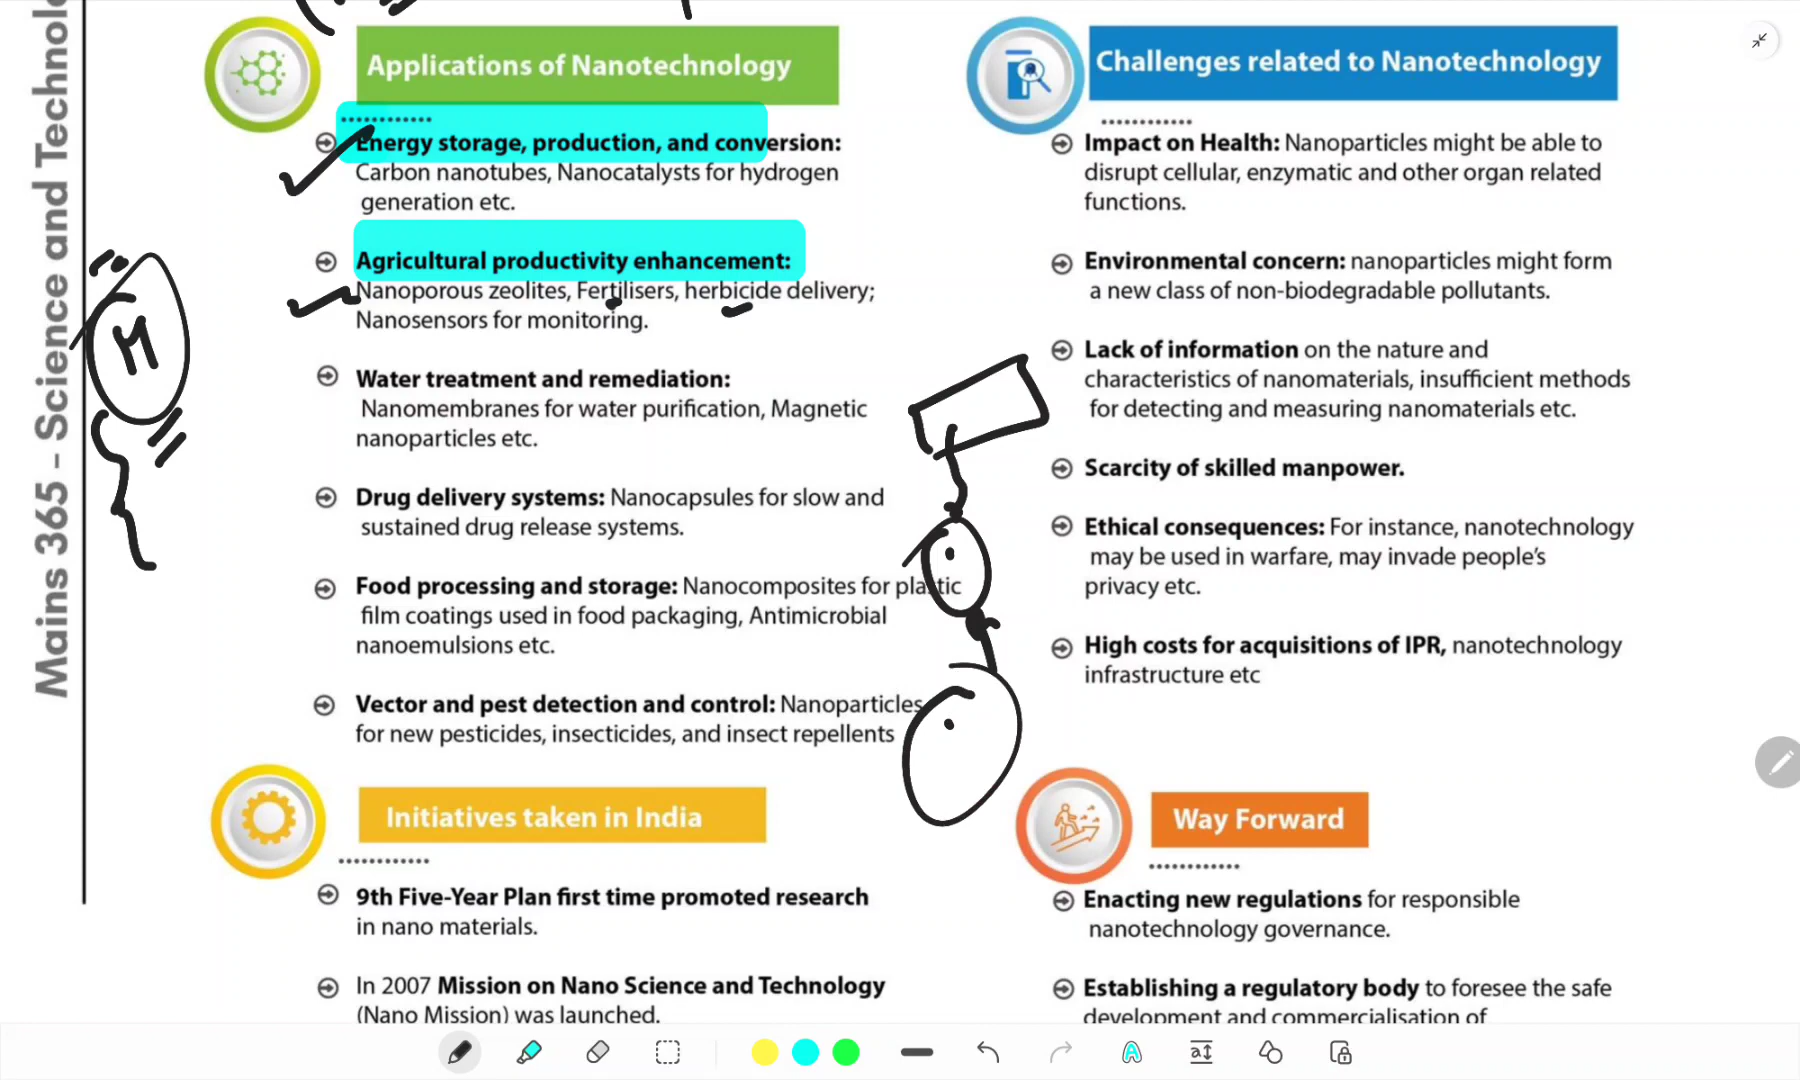 Mains 365 - Science and Technol
Applications of Nanotechnology
Energy storage, production, and conversion:
Carbon nanotubes, Nanocatalysts for hydrogen
generation etc.
Agricultural productivity enhancement:
Nanoporous zeolites, Fertilisers, herbicide delivery;
Nanosensors for monitoring.
Water treatment and remediation:
Nanomembranes for water purification, Magnetic
nanoparticles etc.
Drug delivery systems: Nanocapsules for slow and
sustained drug release systems.
Food processing and storage: Nanocomposites for plastic
film coatings used in food packaging, Antimicrobial
nanoemulsions etc.
Vector and pest detection and control: Nanoparticles
for new pesticides, insecticides, and insect repellents
M
Challenges related to Nanotechnology
Impact on Health: Nanoparticles might be able to
disrupt cellular, enzymatic and other organ related
functions.
Environmental concern: nanoparticles might form
a new class of non-biodegradable pollutants.
Lack of information on the nature and
characteristics of nanomaterials, insufficient methods
for detecting and measuring nanomaterials etc.
Scarcity of skilled manpower.
Ethical consequences: For instance, nanotechnology
may be used in warfare, may invade people's
privacy etc.
High costs for acquisitions of IPR, nanotechnology
infrastructure etc
Initiatives taken in India
9th Five-Year Plan first time promoted research
in nano materials.
In 2007 Mission on Nano Science and Technology
(Nano Mission) was launched.
Way Forward
Enacting new regulations for responsible
nanotechnology governance.
Establishing a regulatory body to foresee the safe
development and commercialisation of